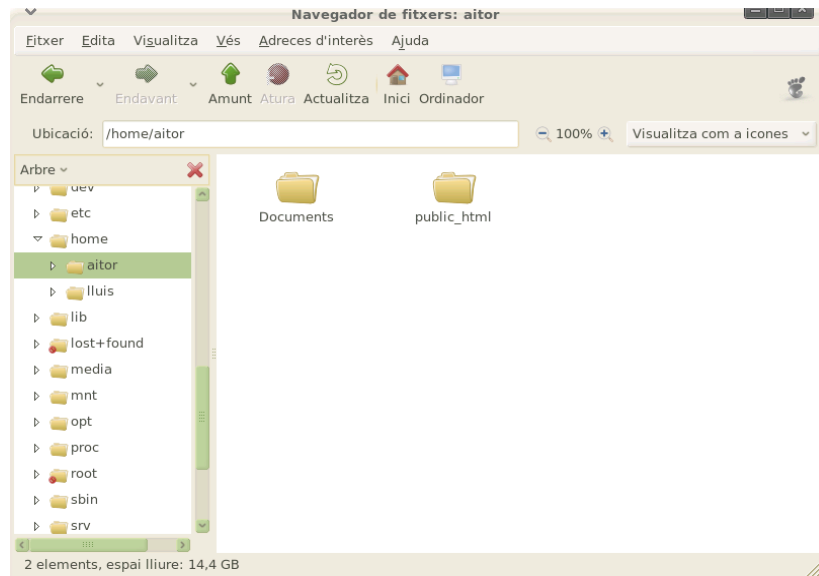 Navegador de fitxers: aitor
Fitxer Edita Visualitza Vés Adreces d'interès Ajuda
Endarrere Endavant Amunt Atura Actualitza Inici Ordinador
Ubicació: /home/aitor 100% Visualitza com a icones
Arbre
dev
etc
home
aitor
lluis
lib
lost+found
media
mnt
opt
proc
root
sbin
srv
Documents public_html
2 elements, espai lliure: 14,4 GB